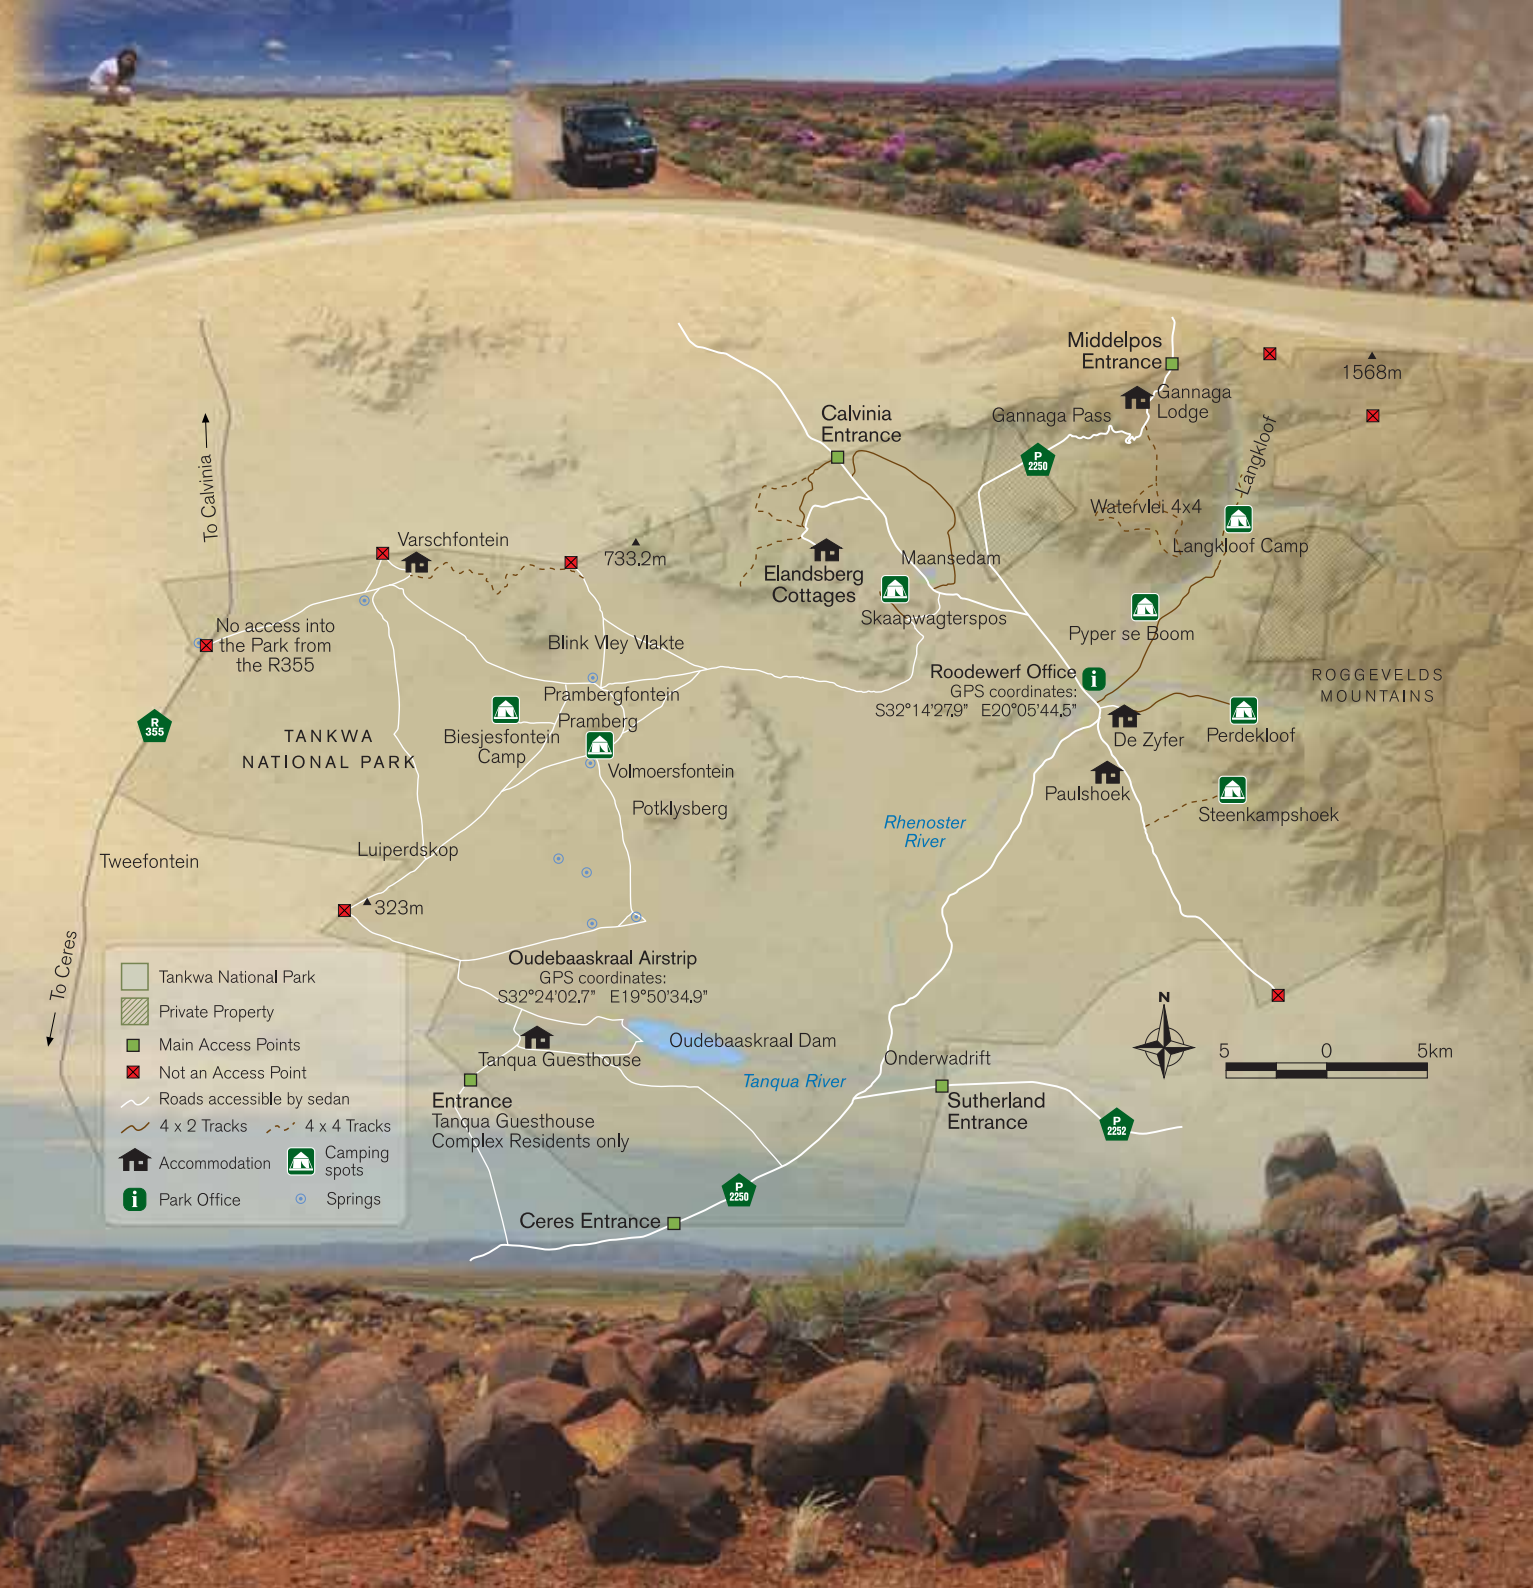 Middelpos
Entrance
1568m
Gannaga
Lodge
Gannaga Pass
Calvinia
Entrance
P
2250
Langkloof
To Calvinia
Watervlei 4x4
Langkloof Camp
Varschfontein
733.2m
Maansedam
Elandsberg
Cottages
Skaapwagterspos
No access into
the Park from
the R355
Blink Vley Vlakte
Pyper se Boom
Roodewerf Office
GPS coordinates:
S32°14'27.9" E20°05'44.5"
ROGGEVELDS
MOUNTAINS
Prambergfontein
R
355
Pramberg
Biesjesfontein
Camp
TANKWA
NATIONAL PARK
De Zyfer
Perdekloof
Volmoersfontein
Paulshoek
Potklysberg
Steenkampshoek
Rhenoster
River
Luiperdskop
Tweefontein
323m
To Ceres
Oudebaaskraal Airstrip
GPS coordinates:
S32°24'02.7" E19°50'34.9"
Tankwa National Park
Private Property
Main Access Points
Not an Access Point
Roads accessible by sedan
4 x 2 Tracks
4 x 4 Tracks
Accommodation
Camping
spots
Park Office
Springs
N
5 0 5km
Oudebaaskraal Dam
Tanqua Guesthouse
Onderwadrift
Tanqua River
Entrance
Tanqua Guesthouse
Complex Residents only
Sutherland
Entrance
P
2252
P
2250
Ceres Entrance